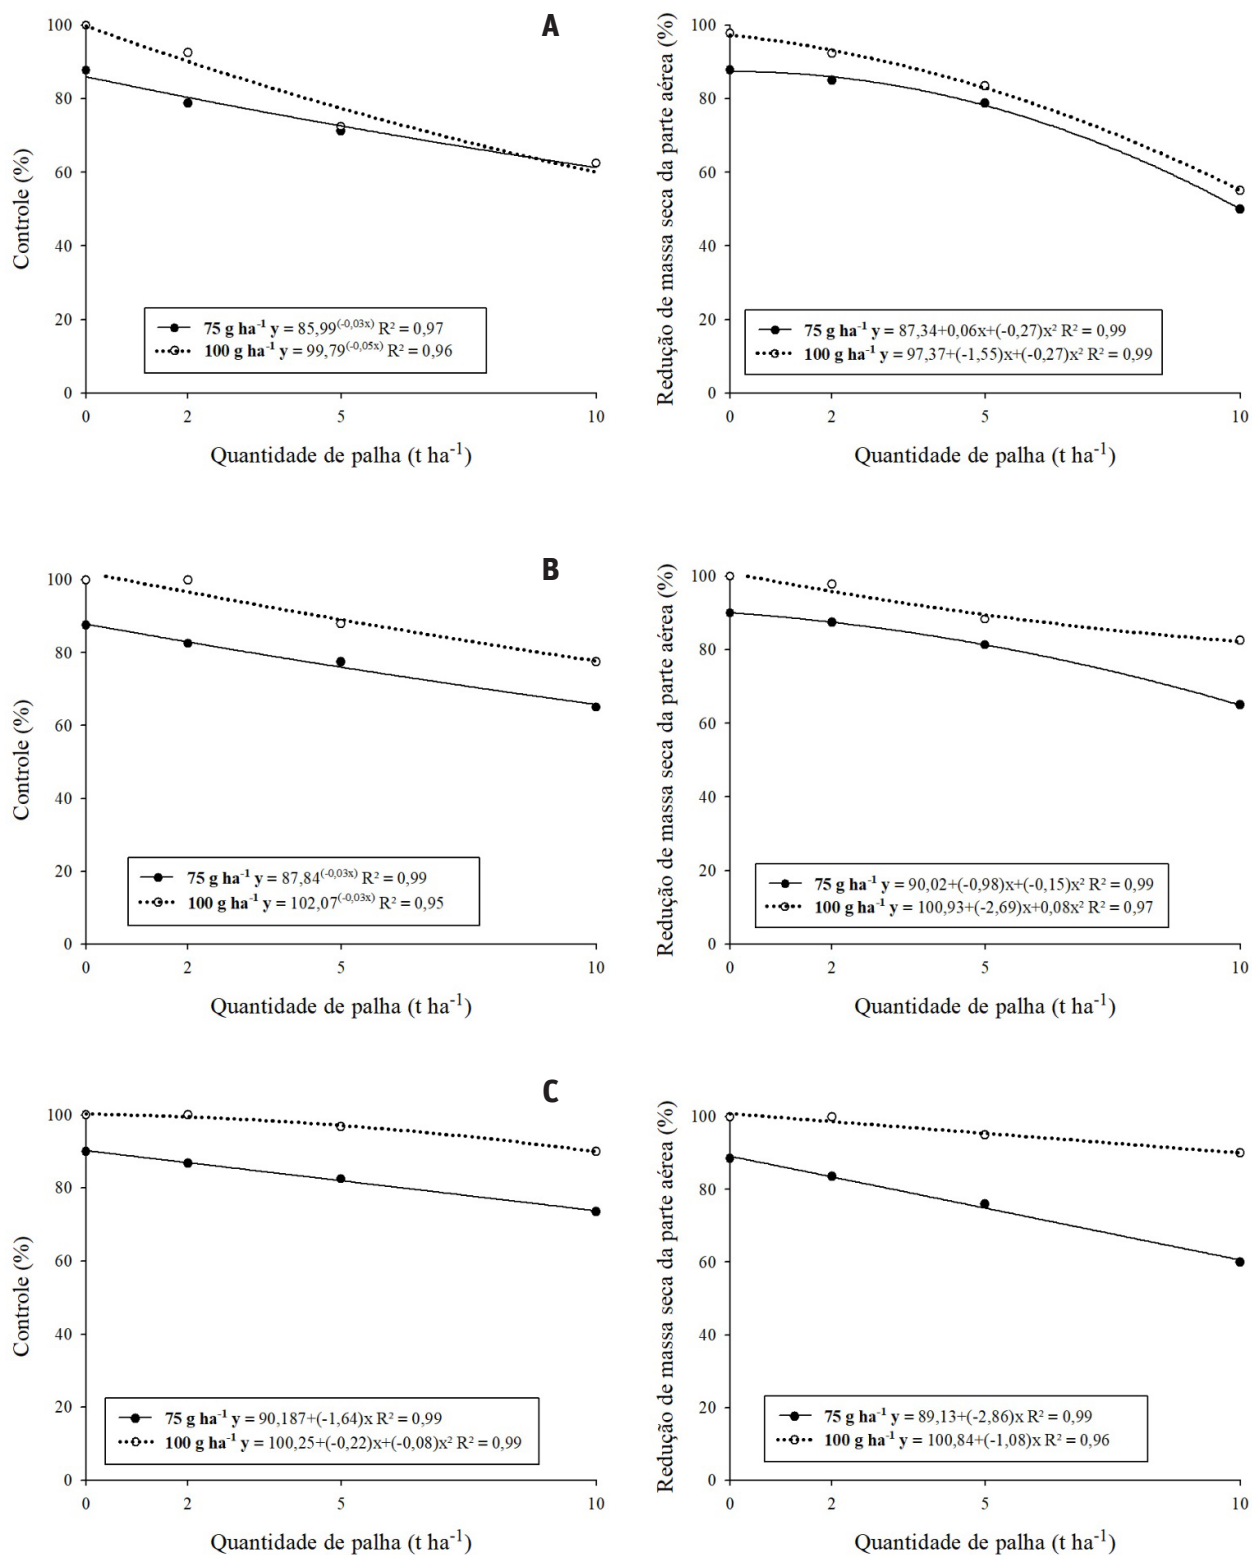 A
Controle (%)
100
80
60
40
20
0
75 g ha⁻¹ y = 85,99⁽⁻⁰,⁰³ˣ⁾ R² = 0,97
100 g ha⁻¹ y = 99,79⁽⁻⁰,⁰⁵ˣ⁾ R² = 0,96
0 2 5 10
Quantidade de palha (t ha⁻¹)
Redução de massa seca da parte aérea (%)
100
80
60
40
20
0
75 g ha⁻¹ y = 87,34+0,06x+(-0,27)x² R² = 0,99
100 g ha⁻¹ y = 97,37+(-1,55)x+(-0,27)x² R² = 0,99
0 2 5 10
Quantidade de palha (t ha⁻¹)
B
Controle (%)
100
80
60
40
20
0
75 g ha⁻¹ y = 87,84⁽⁻⁰,⁰³ˣ⁾ R² = 0,99
100 g ha⁻¹ y = 102,07⁽⁻⁰,⁰³ˣ⁾ R² = 0,95
0 2 5 10
Quantidade de palha (t ha⁻¹)
Redução de massa seca da parte aérea (%)
100
80
60
40
20
0
75 g ha⁻¹ y = 90,02+(-0,98)x+(-0,15)x² R² = 0,99
100 g ha⁻¹ y = 100,93+(-2,69)x+0,08x² R² = 0,97
0 2 5 10
Quantidade de palha (t ha⁻¹)
C
Controle (%)
100
80
60
40
20
0
75 g ha⁻¹ y = 90,187+(-1,64)x R² = 0,99
100 g ha⁻¹ y = 100,25+(-0,22)x+(-0,08)x² R² = 0,99
0 2 5 10
Quantidade de palha (t ha⁻¹)
Redução de massa seca da parte aérea (%)
100
80
60
40
20
0
75 g ha⁻¹ y = 89,13+(-2,86)x R² = 0,99
100 g ha⁻¹ y = 100,84+(-1,08)x R² = 0,96
0 2 5 10
Quantidade de palha (t ha⁻¹)